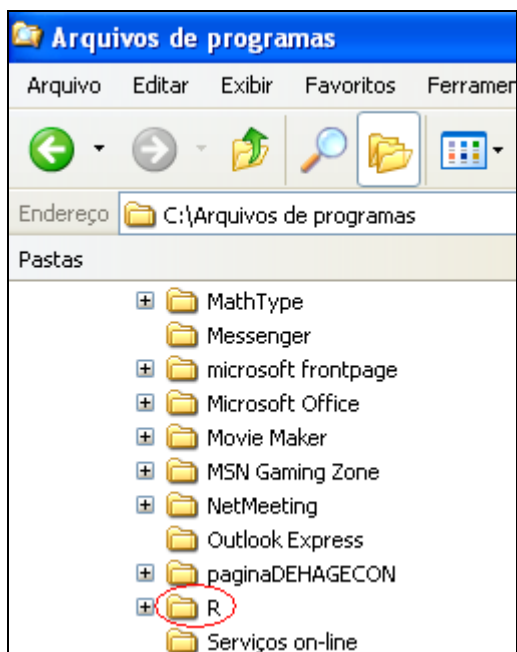 Arquivos de programas
Arquivo Editar Exibir Favoritos Ferramen
Endereço C:\Arquivos de programas
Pastas
MathType
Messenger
microsoft frontpage
Microsoft Office
Movie Maker
MSN Gaming Zone
NetMeeting
Outlook Express
paginaDEHAGECON
R
Serviços on-line